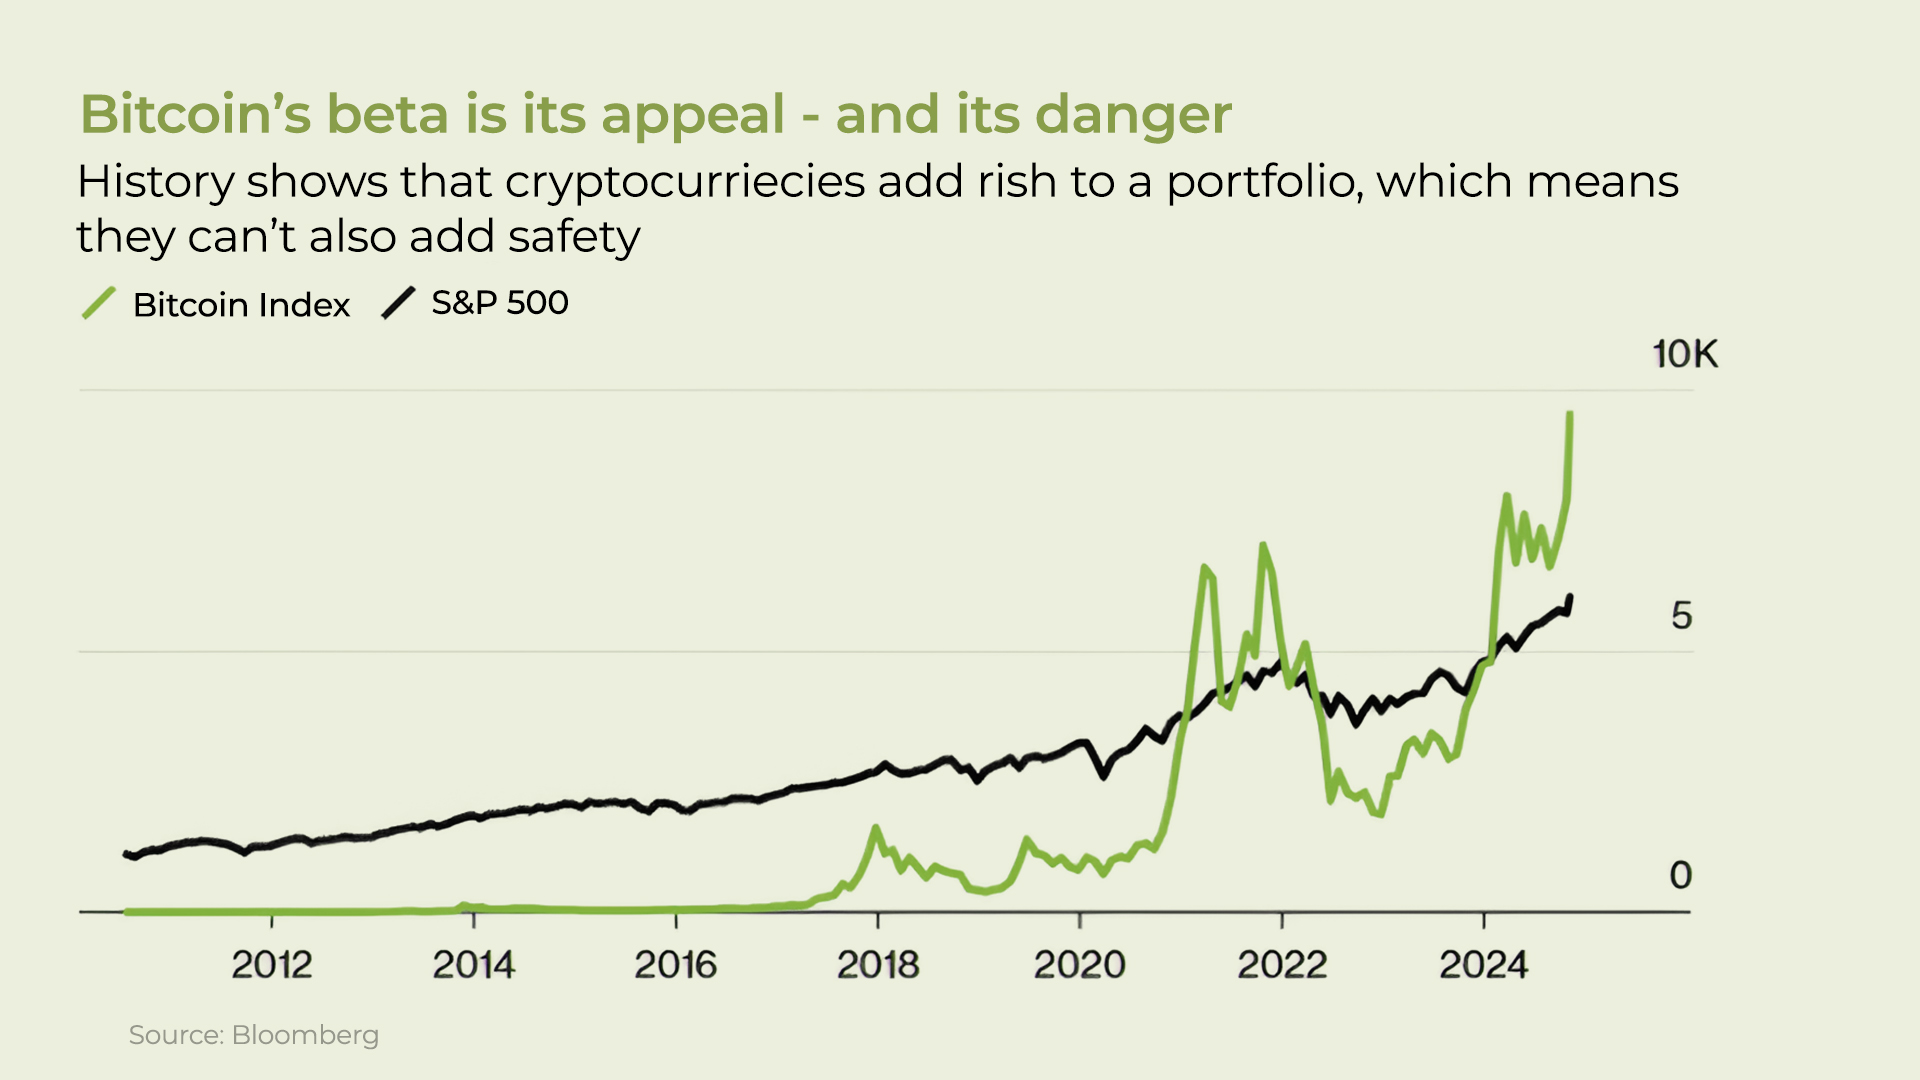 Bitcoin’s beta is its appeal - and its danger
History shows that cryptocurriecies add rish to a portfolio, which means
they can’t also add safety
Bitcoin Index S&P 500
10K
5
0
2012 2014 2016 2018 2020 2022 2024
Source: Bloomberg